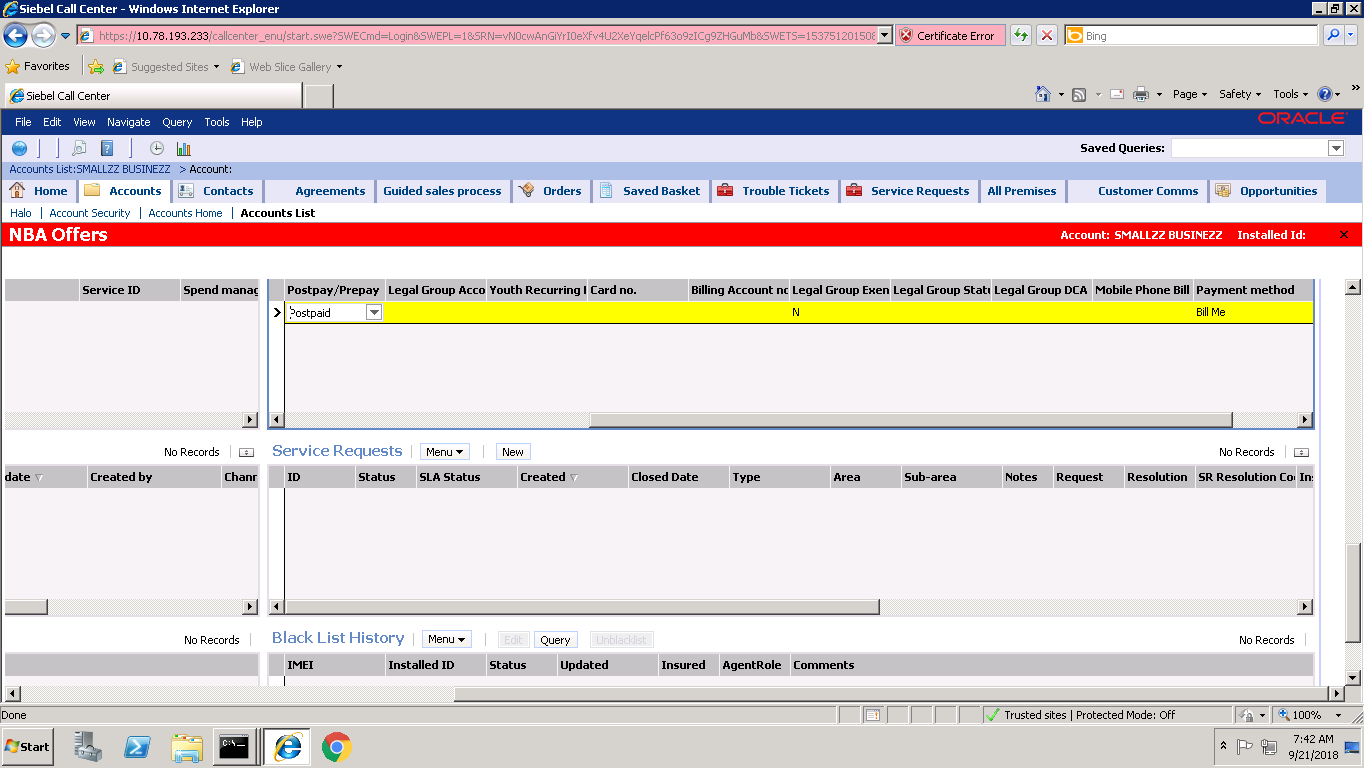 Siebel Call Center - Windows Internet Explorer
https://10.78.193.233/callcenter_enu/start.swe?SWECmd=Login&SWEPL=1&SRN=vN0cwAnGiYrI0eXfv4U2XeYqelcPf63o9zICg9ZHGuMb&SWETS=153751201508 Certificate Error Bing
Favorites Suggested Sites Web Slice Gallery
Siebel Call Center Page Safety Tools
File Edit View Navigate Query Tools Help ORACLE
Saved Queries:
Accounts List:SMALLZZ BUSINEZZ > Account:
Home Accounts Contacts Agreements Guided sales process Orders Saved Basket Trouble Tickets Service Requests All Premises Customer Comms Opportunities
Halo Account Security Accounts Home Accounts List
NBA Offers Account: SMALLZZ BUSINEZZ Installed Id:
Service ID Spend manag Postpay/Prepay Legal Group Acco Youth Recurring Card no. Billing Account no Legal Group Exen Legal Group Statu Legal Group DCA Mobile Phone Bill Payment method
Postpaid N Bill Me
No Records Service Requests Menu New No Records
date Created by Chann ID Status SLA Status Created Closed Date Type Area Sub-area Notes Request Resolution SR Resolution Co Ins
No Records Black List History Menu Edit Query Unblacklist No Records
IMEI Installed ID Status Updated Insured AgentRole Comments
Done Trusted sites | Protected Mode: Off 100%
Start C:\ 7:42 AM
9/21/2018